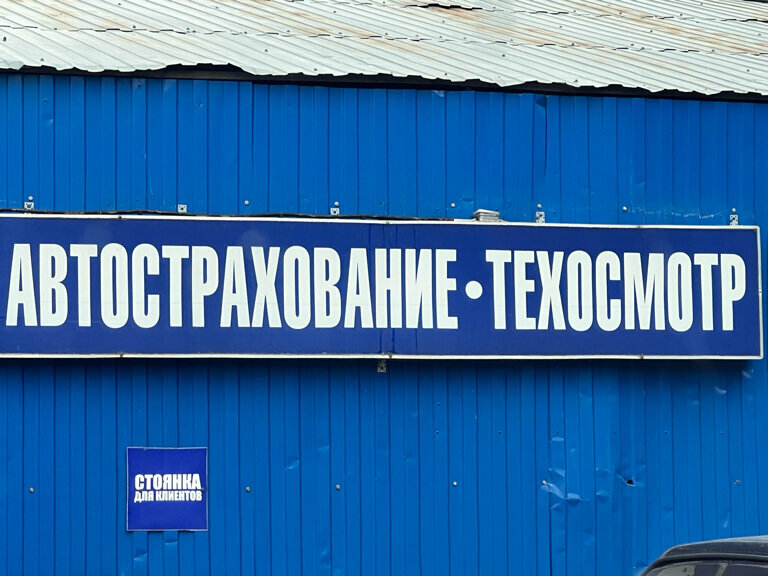 АВТОСТРАХОВАНИЕ • ТЕХОСМОТР
СТОЯНКА
ДЛЯ КЛИЕНТОВ